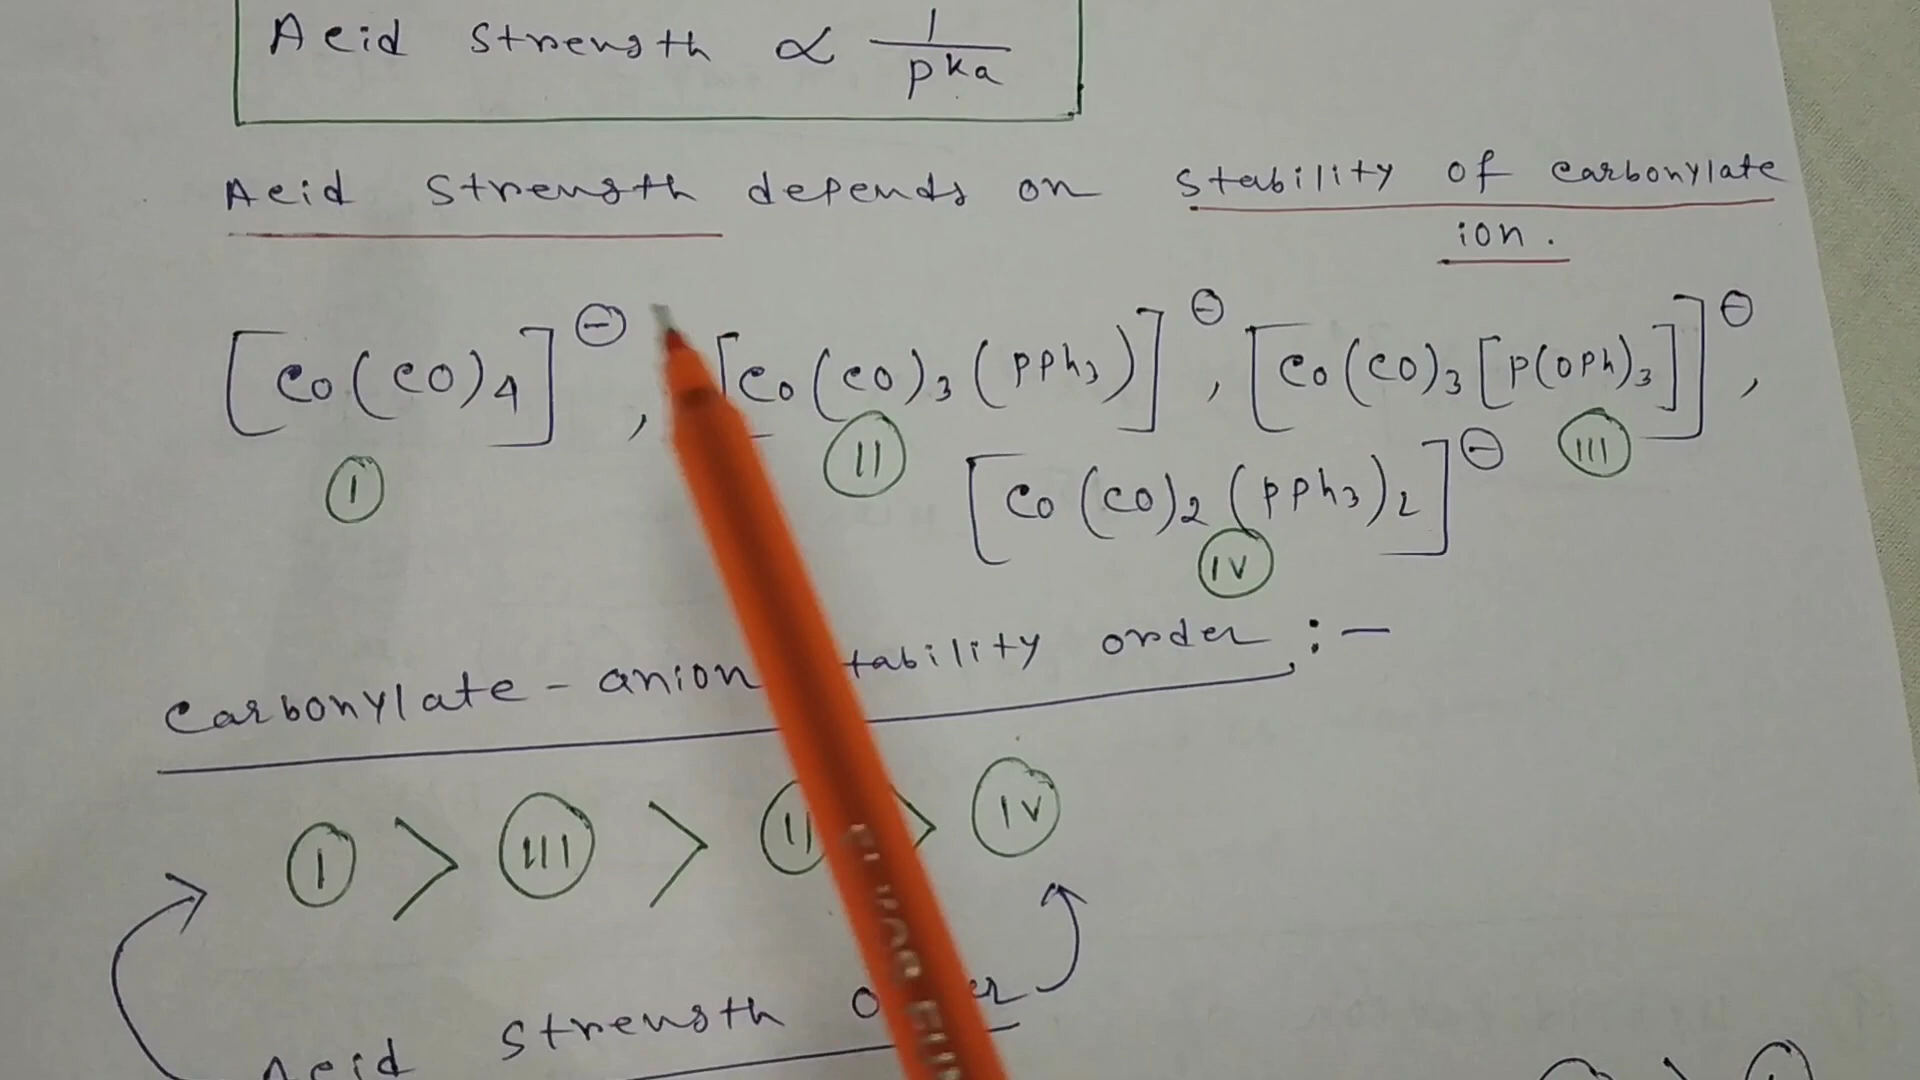 Acid strength ∝ 1/pKa
Acid strength depends on stability of carbonylate
ion.
[Co(CO)4]⊖, [Co(CO)3(PPh3)]⊖, [Co(CO)3[P(OPh)3]]⊖,
I II III
[Co(CO)2(PPh3)2]⊖
IV
Carbonylate-anion tability order :-
I > III > II > IV
Acid strength